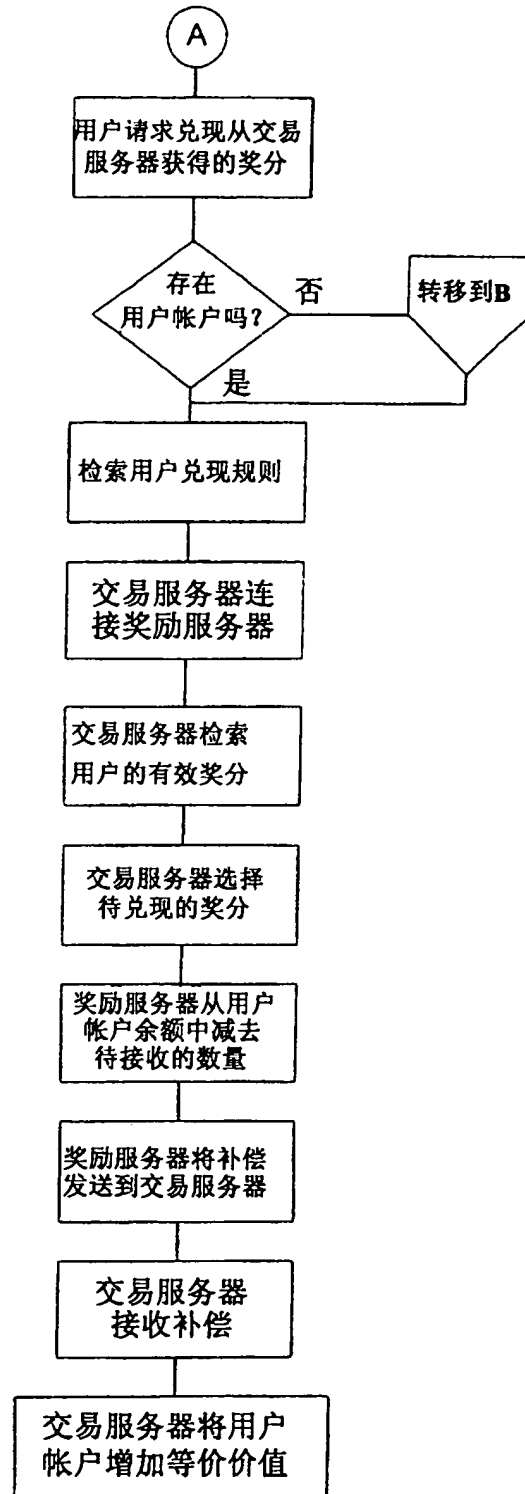 A
用户请求兑现从交易
服务器获得的奖分
存在
用户帐户吗？
否
转移到B
是
检索用户兑现规则
交易服务器连
接奖励服务器
交易服务器检索
用户的有效奖分
交易服务器选择
待兑现的奖分
奖励服务器从用户
帐户余额中减去
待接收的数量
奖励服务器将补偿
发送到交易服务器
交易服务器
接收补偿
交易服务器将用户
帐户增加等价价值